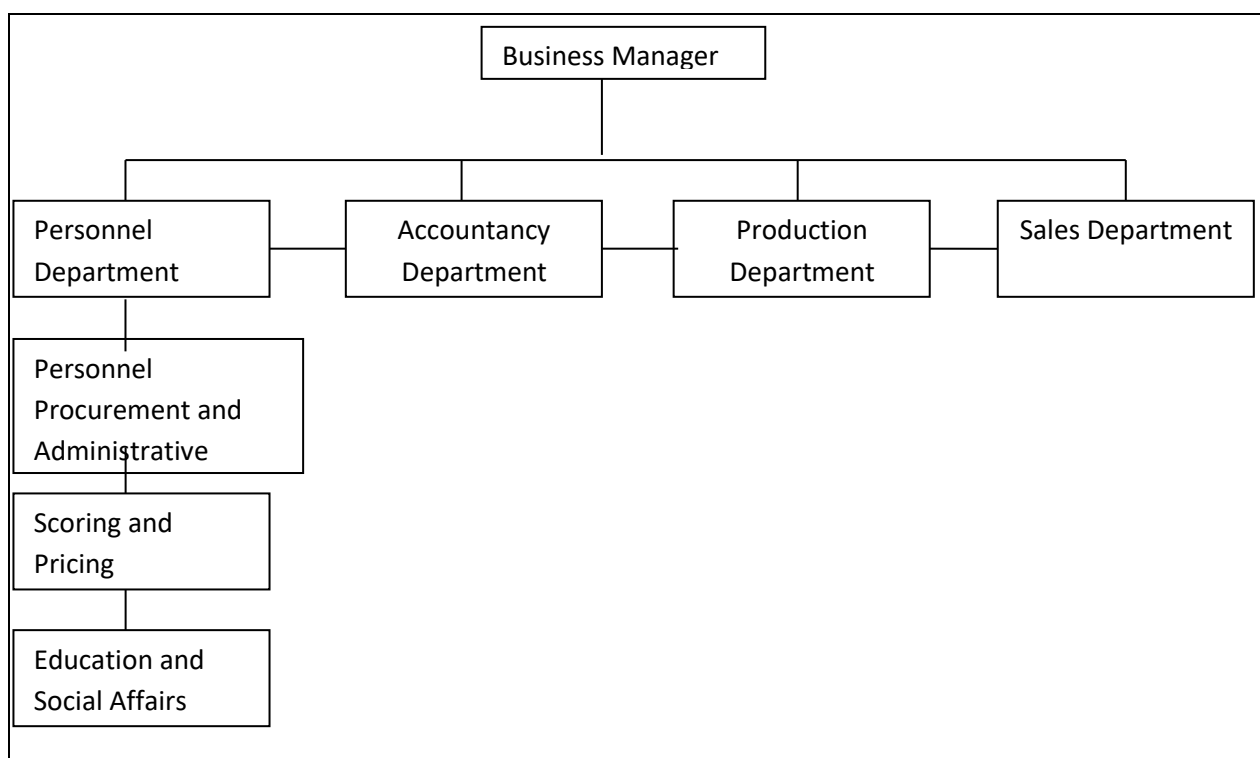 Business Manager
Personnel
Department
Accountancy
Department
Production
Department
Sales Department
Personnel
Procurement and
Administrative
Scoring and
Pricing
Education and
Social Affairs